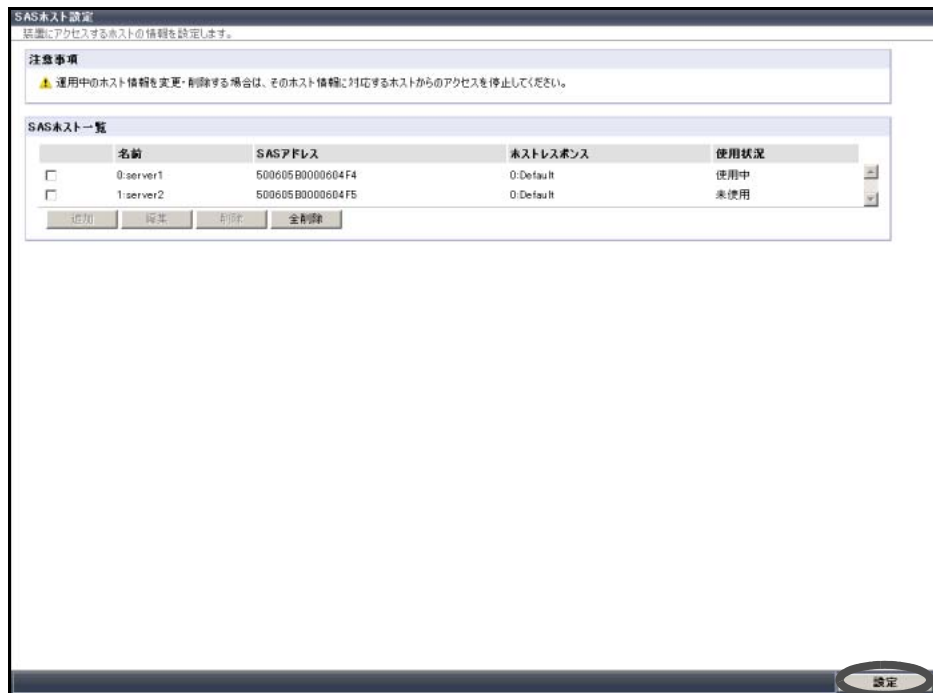 SASホスト設定
装置にアクセスするホストの情報を設定します。
注意事項
運用中のホスト情報を変更・削除する場合は、そのホスト情報に対応するホストからのアクセスを停止してください。
SASホスト一覧
名前 SASアドレス ホストレスポンス 使用状況
0:server1 500605B0000604F4 0:Default 使用中
1:server2 500605B0000604F5 0:Default 未使用
追加 編集 削除 全削除
設定